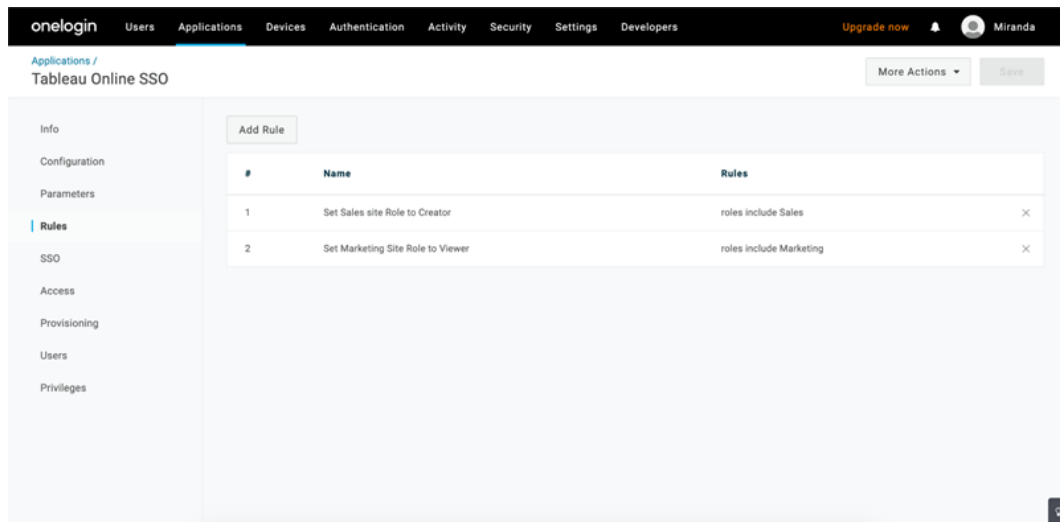 onelogin Users Applications Devices Authentication Activity Security Settings Developers Upgrade now Miranda
Applications /
Tableau Online SSO
More Actions Save
Info
Configuration
Parameters
Rules
SSO
Access
Provisioning
Users
Privileges
Add Rule
# Name Rules
1 Set Sales site Role to Creator roles include Sales
2 Set Marketing Site Role to Viewer roles include Marketing